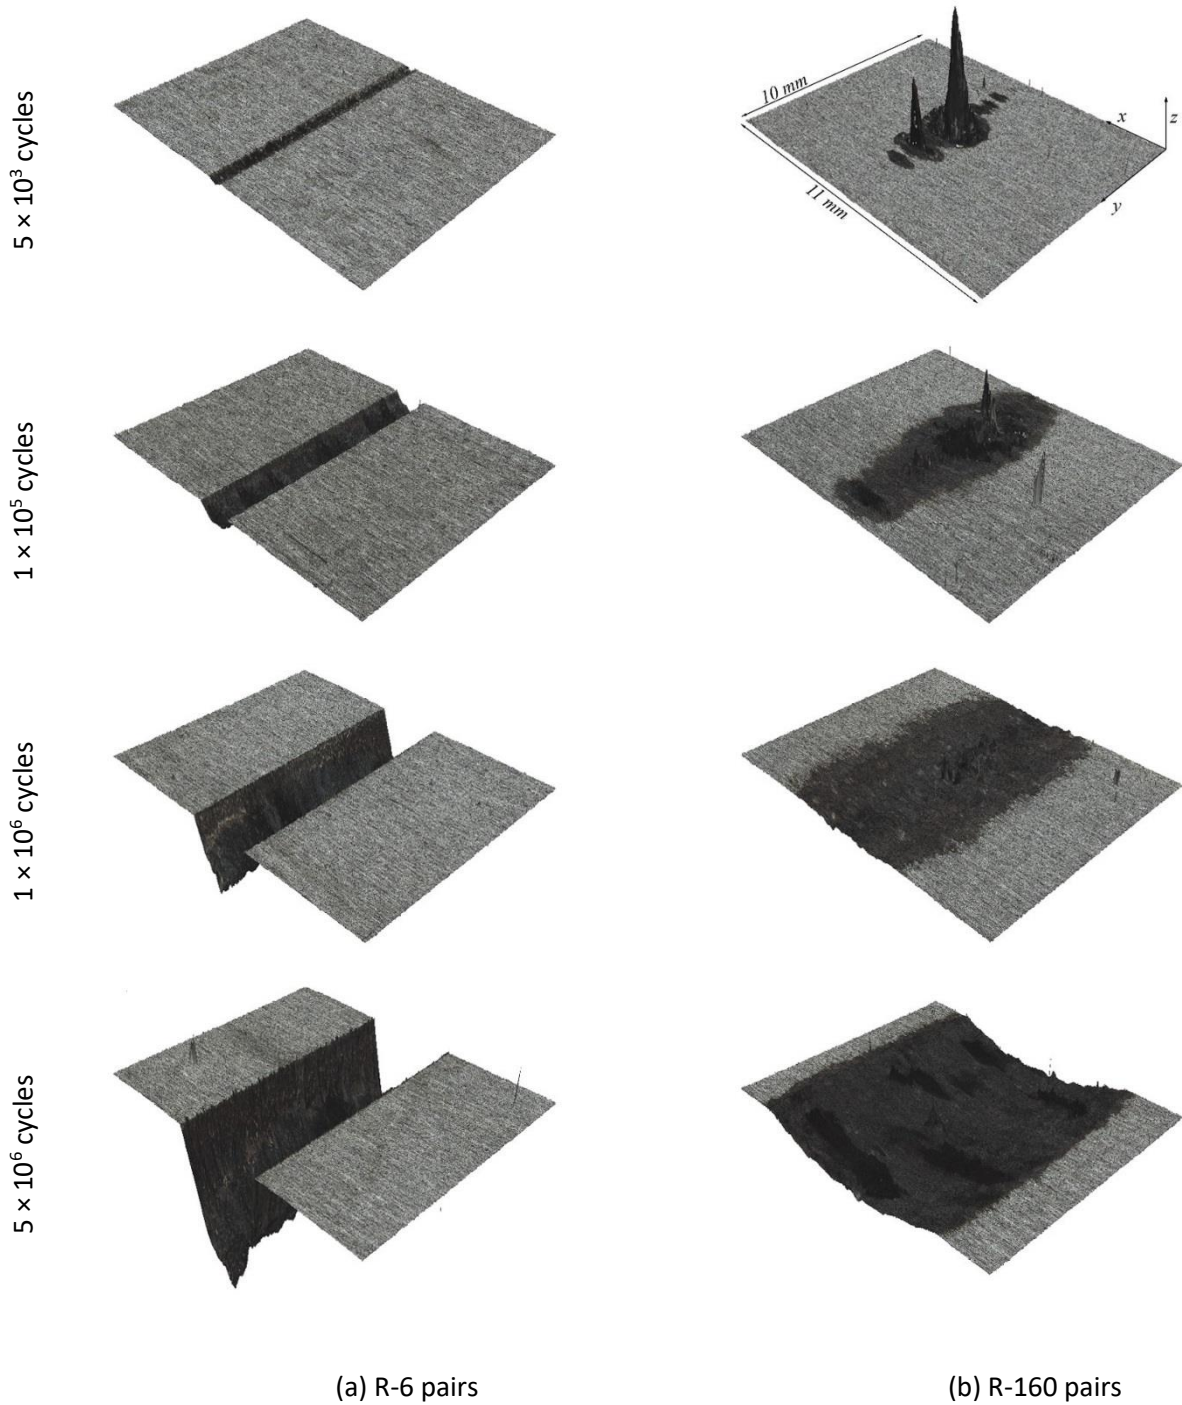 5 × 10³ cycles
10 mm
11 mm
x
y
z
1 × 10⁵ cycles
1 × 10⁶ cycles
5 × 10⁶ cycles
(a) R-6 pairs
(b) R-160 pairs